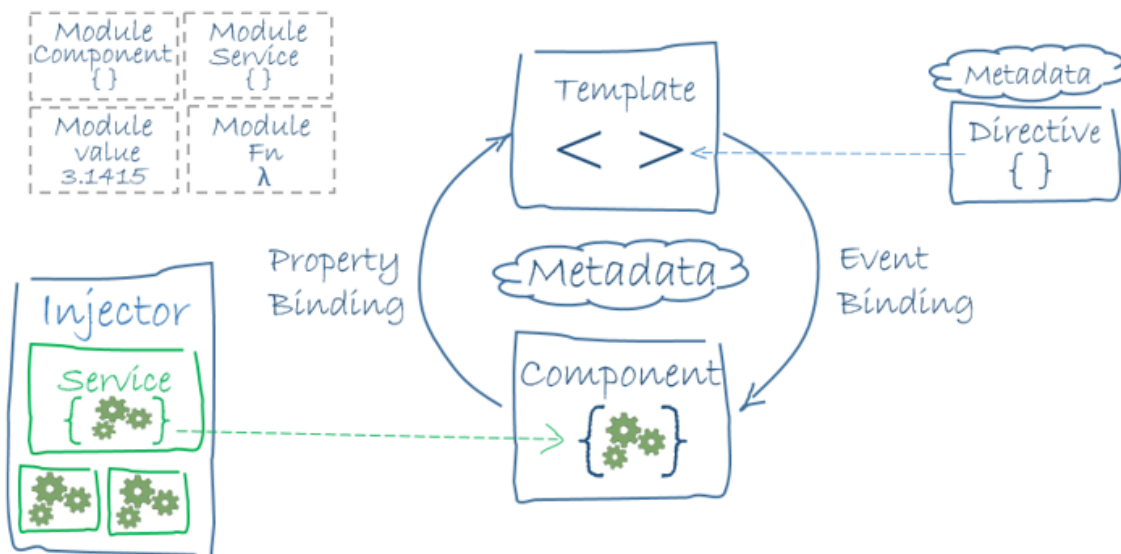 Module
Component
{ }
Module
Service
{ }
Module
value
3.1415
Module
Fn
λ
Template
< >
Metadata
Directive
{ }
Property
Binding
Metadata
Event
Binding
Injector
Service
{ }
Component
{ }